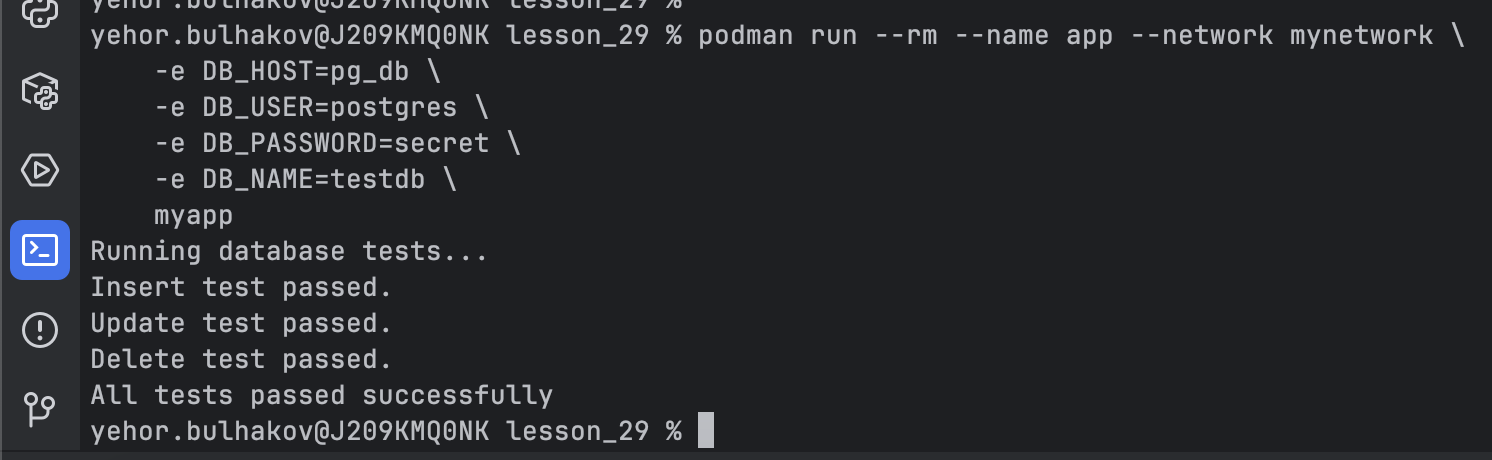 yehor.bulhakov@J209KMQ0NK lesson_29 %
yehor.bulhakov@J209KMQ0NK lesson_29 % podman run --rm --name app --network mynetwork \
    -e DB_HOST=pg_db \
    -e DB_USER=postgres \
    -e DB_PASSWORD=secret \
    -e DB_NAME=testdb \
    myapp
Running database tests...
Insert test passed.
Update test passed.
Delete test passed.
All tests passed successfully
yehor.bulhakov@J209KMQ0NK lesson_29 %